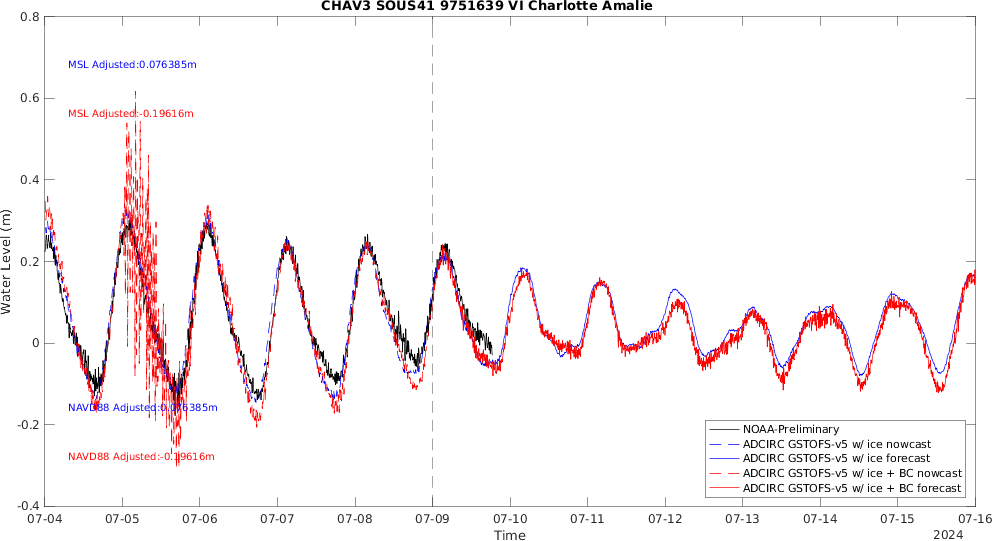 CHAV3 SOUS41 9751639 VI Charlotte Amalie
0.8
0.6
0.4
0.2
0
-0.2
-0.4
Water Level (m)
MSL Adjusted:0.076385m
MSL Adjusted:-0.19616m
NAVD88 Adjusted:0.076385m
NAVD88 Adjusted:-0.19616m
NOAA-Preliminary
ADCIRC GSTOFS-v5 w/ ice nowcast
ADCIRC GSTOFS-v5 w/ ice forecast
ADCIRC GSTOFS-v5 w/ ice + BC nowcast
ADCIRC GSTOFS-v5 w/ ice + BC forecast
07-04 07-05 07-06 07-07 07-08 07-09 07-10 07-11 07-12 07-13 07-14 07-15 07-16
Time
2024